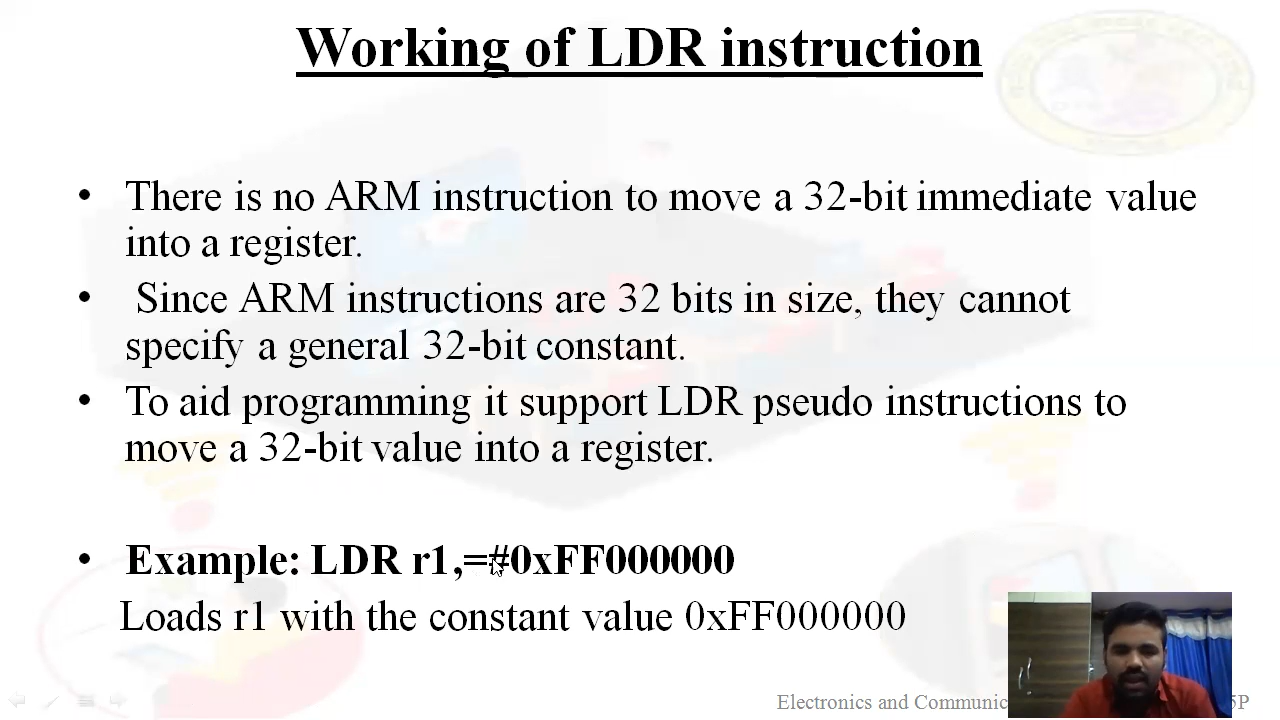 Working of LDR instruction
• There is no ARM instruction to move a 32-bit immediate value
into a register.
• Since ARM instructions are 32 bits in size, they cannot
specify a general 32-bit constant.
• To aid programming it support LDR pseudo instructions to
move a 32-bit value into a register.
• Example: LDR r1,=#0xFF000000
Loads r1 with the constant value 0xFF000000
Electronics and 5P